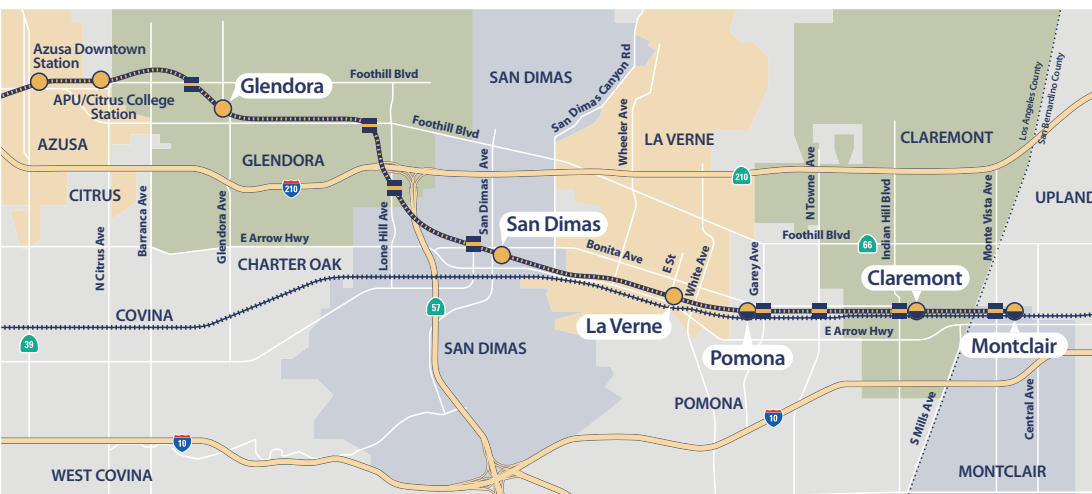 Azusa Downtown
Station
APU/Citrus College
Station
Glendora
Foothill Blvd
Foothill Blvd
SAN DIMAS
San Dimas Canyon Rd
Wheeler Ave
LA VERNE
CLAREMONT
Los Angeles County
San Bernardino County
AZUSA
GLENDORA
210
210
CITRUS
Barranca Ave
N Citrus Ave
Glendora Ave
Lone Hill Ave
San Dimas Ave
N Towne Ave
Indian Hill Blvd
Monte Vista Ave
UPLAND
E Arrow Hwy
CHARTER OAK
San Dimas
Bonita Ave
E St
White Ave
Garey Ave
Foothill Blvd
66
Claremont
COVINA
39
57
La Verne
E Arrow Hwy
Pomona
Montclair
SAN DIMAS
POMONA
10
10
S Mills Ave
Central Ave
WEST COVINA
MONTCLAIR